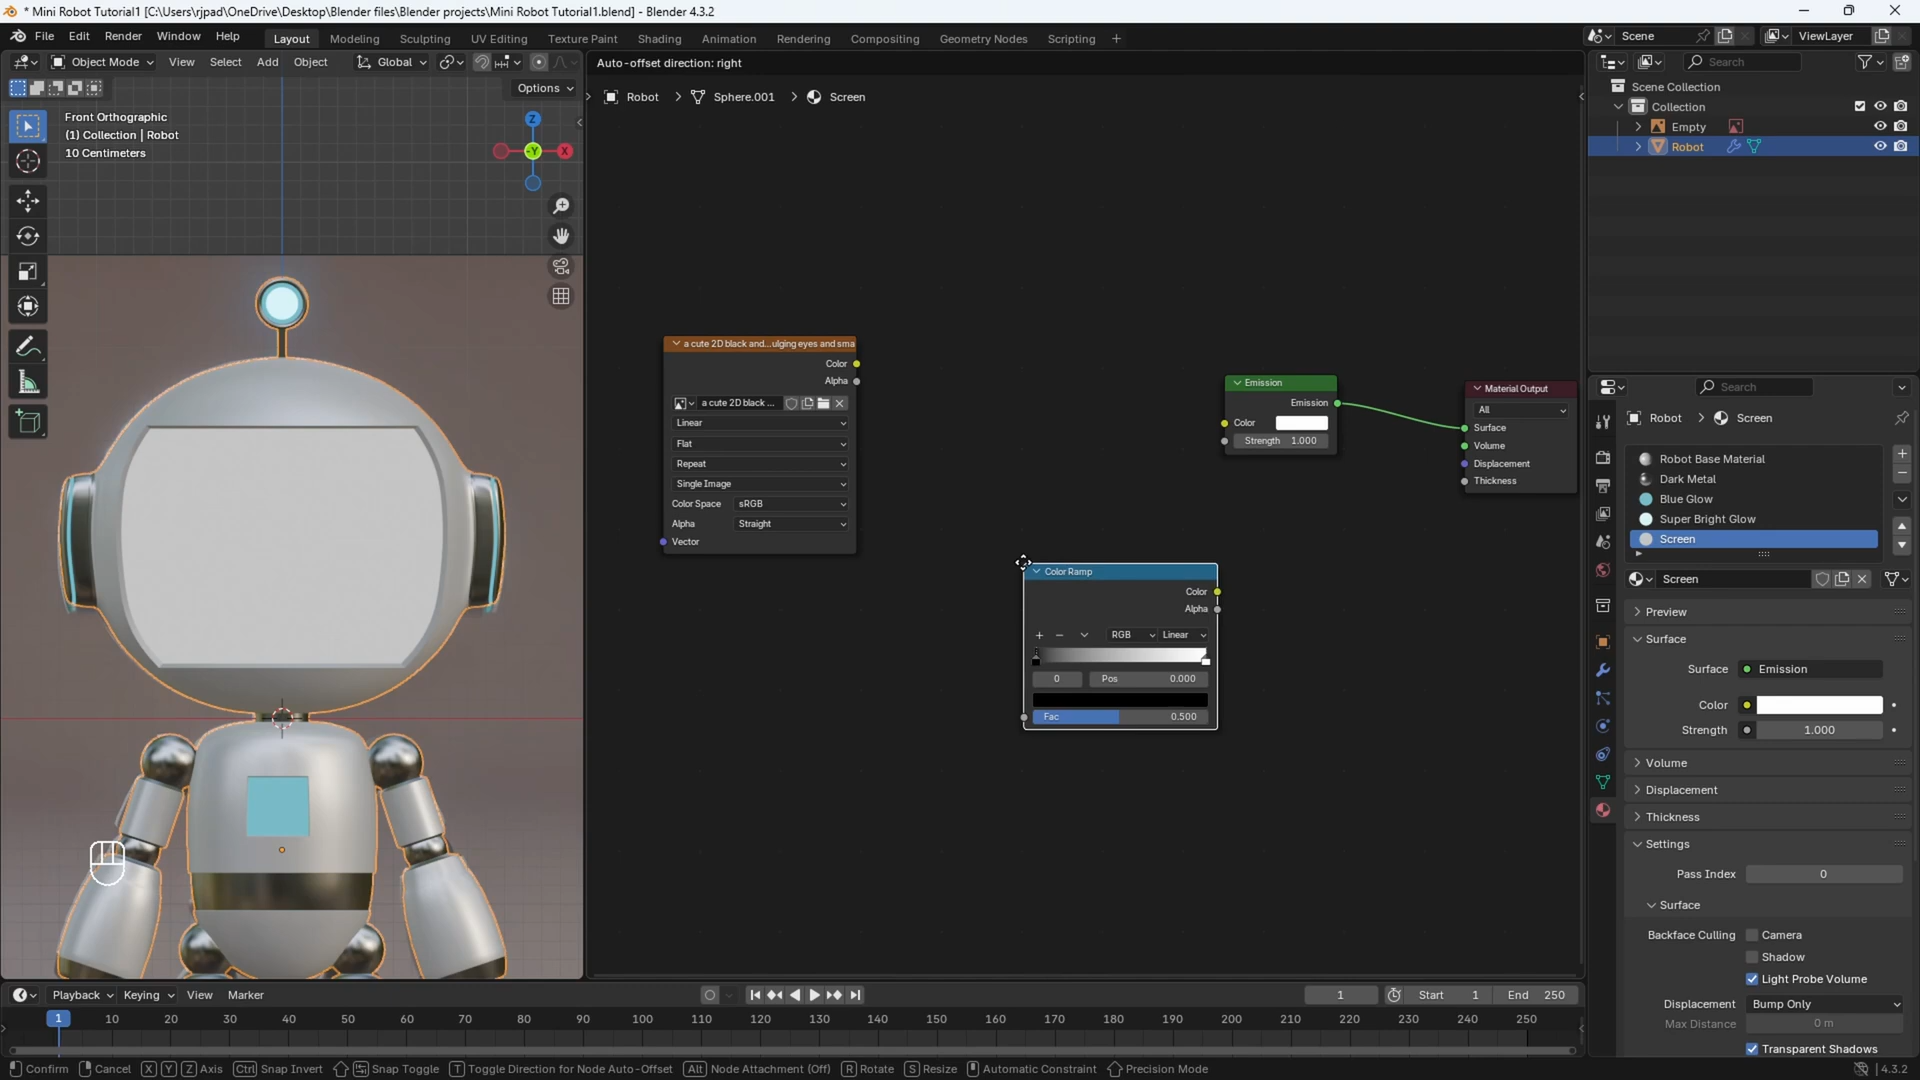 * Mini Robot Tutorial1 [C:\Users\rjpad\OneDrive\Desktop\Blender files\Blender projects\Mini Robot Tutorial1.blend] - Blender 4.3.2
File Edit Render Window Help Layout Modeling Sculpting UV Editing Texture Paint Shading Animation Rendering Compositing Geometry Nodes Scripting + Scene ViewLayer
Object Mode View Select Add Object Global Auto-offset direction: right Search
Options
Robot > Sphere.001 > Screen
Scene Collection
Collection
Empty
Robot
Front Orthographic
(1) Collection | Robot
10 Centimeters
Z
-Y
X
a cute 2D black and...ulging eyes and sma
Color
Alpha
a cute 2D black ...
Linear
Flat
Repeat
Single Image
Color Space sRGB
Alpha Straight
Vector
Emission
Emission
Color
Strength 1.000
Material Output
All
Surface
Volume
Displacement
Thickness
Color Ramp
Color
Alpha
+ − RGB Linear
0 Pos 0.000
Fac 0.500
Search
Robot > Screen
Robot Base Material
Dark Metal
Blue Glow
Super Bright Glow
Screen
Screen
Preview
Surface
Surface Emission
Color
Strength 1.000
Volume
Displacement
Thickness
Settings
Pass Index 0
Surface
Backface Culling Camera
Shadow
Light Probe Volume
Displacement Bump Only
Max Distance 0 m
Transparent Shadows
Playback Keying View Marker 1 Start 1 End 250
1 10 20 30 40 50 60 70 80 90 100 110 120 130 140 150 160 170 180 190 200 210 220 230 240 250
Confirm Cancel X Y Z Axis Ctrl Snap Invert Snap Toggle T Toggle Direction for Node Auto-Offset Alt Node Attachment (Off) R Rotate S Resize Automatic Constraint Precision Mode 4.3.2